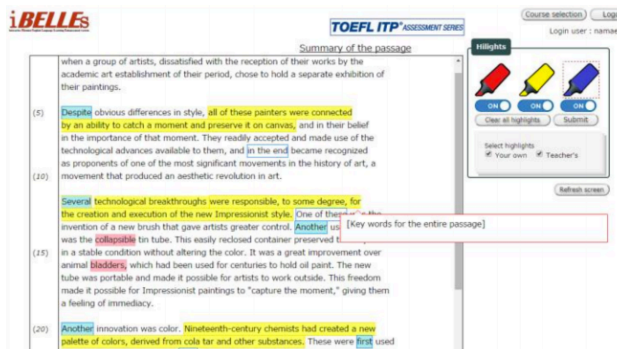 iBELLEs
TOEFL ITP® ASSESSMENT SERIES
Course selection
Login user : namae
Summary of the passage
when a group of artists, dissatisfied with the reception of their works by the
academic art establishment of their period, chose to hold a separate exhibition of
their paintings.
(5) Despite obvious differences in style, all of these painters were connected
by an ability to catch a moment and preserve it on canvas, and in their belief
in the importance of that moment. They readily accepted and made use of the
technological advances available to them, and in the end became recognized
as proponents of one of the most significant movements in the history of art, a
(10) movement that produced an aesthetic revolution in art.
Several technological breakthroughs were responsible, to some degree, for
the creation and execution of the new Impressionist style. One of these was the
invention of a new brush that gave artists greater control. Another
was the collapsible tin tube. This easily reclosed container preserved
(15) in a stable condition without altering the color. It was a great improvement over
animal bladders, which had been used for centuries to hold oil paint. The new
tube was portable and made it possible for artists to work outside. This freedom
made it possible for Impressionist paintings to "capture the moment," giving them
a feeling of immediacy.
(20) Another innovation was color. Nineteenth-century chemists had created a new
palette of colors, derived from cola tar and other substances. These were first used
[Key words for the entire passage]
Hilights
ON ON ON
Clear all highlights Submit
Select highlights
Your own Teacher's
Refresh screen